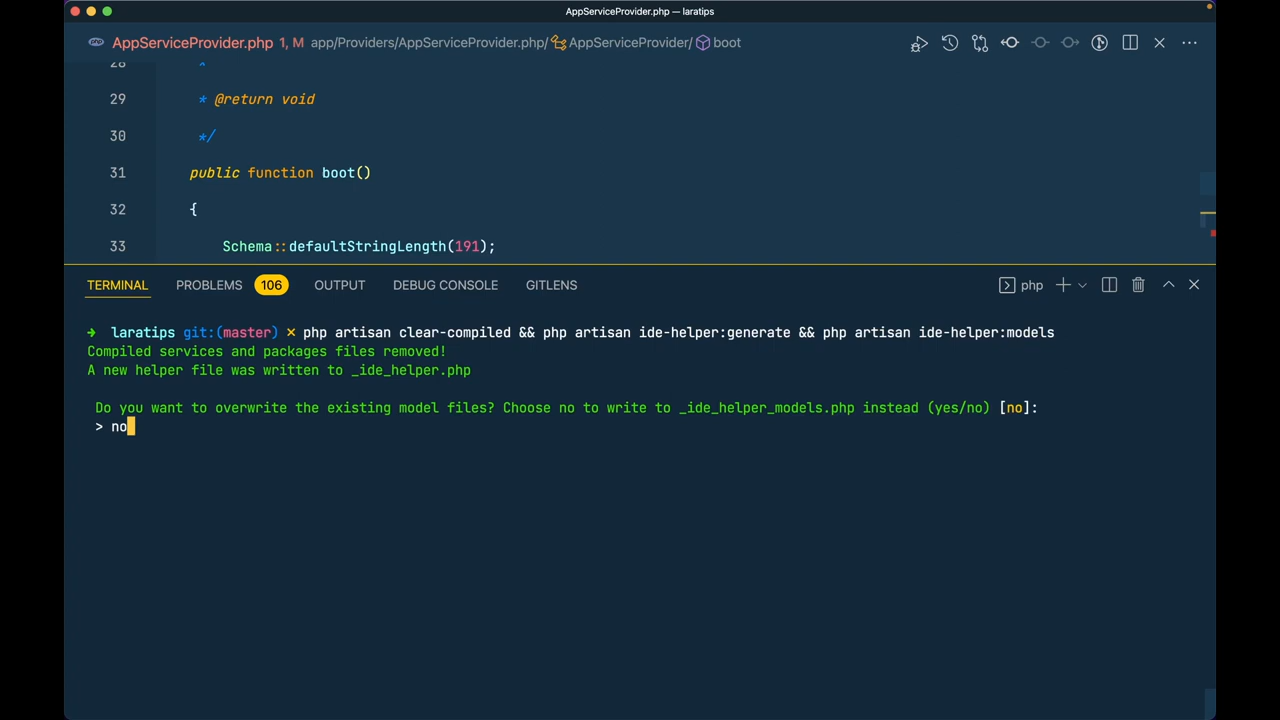 AppServiceProvider.php — laratips
AppServiceProvider.php 1, M app/Providers/AppServiceProvider.php/ AppServiceProvider/ boot
28 *
29 * @return void
30 */
31 public function boot()
32 {
33 Schema::defaultStringLength(191);
TERMINAL PROBLEMS 106 OUTPUT DEBUG CONSOLE GITLENS php
→ laratips git:(master) ✗ php artisan clear-compiled && php artisan ide-helper:generate && php artisan ide-helper:models
Compiled services and packages files removed!
A new helper file was written to _ide_helper.php
Do you want to overwrite the existing model files? Choose no to write to _ide_helper_models.php instead (yes/no) [no]:
> no